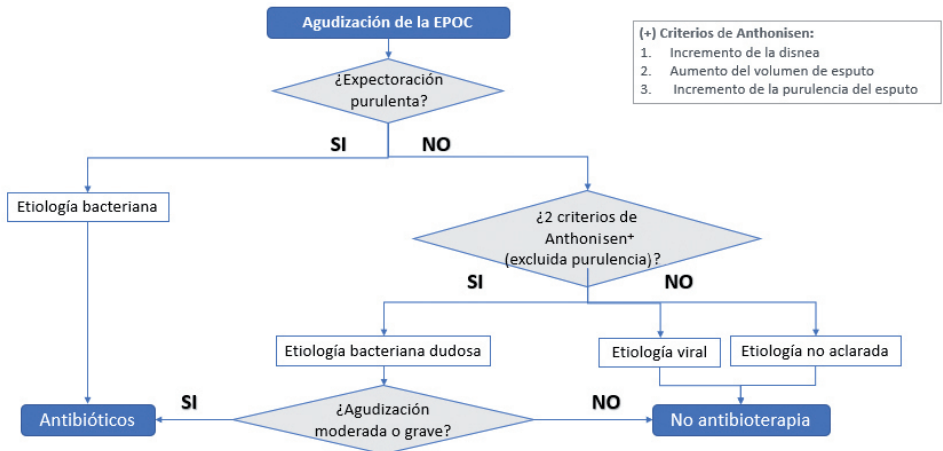 Agudización de la EPOC
(+) Criterios de Anthonisen:
1. Incremento de la disnea
2. Aumento del volumen de esputo
3. Incremento de la purulencia del esputo
¿Expectoración
purulenta?
SI
NO
Etiología bacteriana
¿2 criterios de
Anthonisen⁺
(excluida purulencia)?
SI
NO
Etiología bacteriana dudosa
Etiología viral
Etiología no aclarada
Antibióticos
SI
¿Agudización
moderada o grave?
NO
No antibioterapia